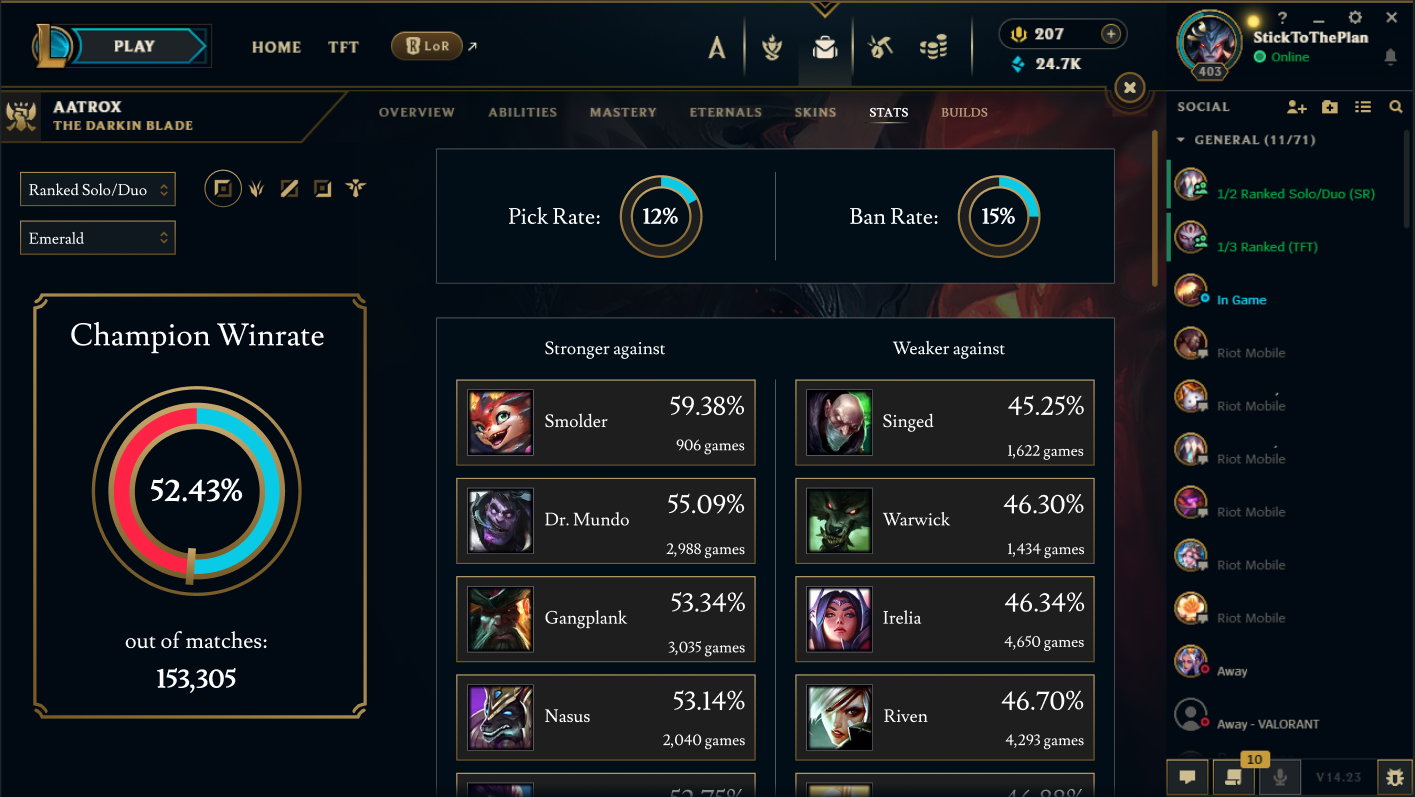 PLAY
HOME
TFT
LoR
207
24.7K
403
StickToThePlan
Online
AATROX
THE DARKIN BLADE
OVERVIEW
ABILITIES
MASTERY
ETERNALS
SKINS
STATS
BUILDS
Ranked Solo/Duo
Emerald
Champion Winrate
52.43%
out of matches:
153,305
Pick Rate:
12%
Ban Rate:
15%
Stronger against
Smolder
59.38%
906 games
Dr. Mundo
55.09%
2,988 games
Gangplank
53.34%
3,035 games
Nasus
53.14%
2,040 games
Weaker against
Singed
45.25%
1,622 games
Warwick
46.30%
1,434 games
Irelia
46.34%
4,650 games
Riven
46.70%
4,293 games
SOCIAL
GENERAL (11/71)
1/2 Ranked Solo/Duo (SR)
1/3 Ranked (TFT)
In Game
Riot Mobile
Riot Mobile
Riot Mobile
Riot Mobile
Riot Mobile
Riot Mobile
Away
Away - VALORANT
10
V14.23